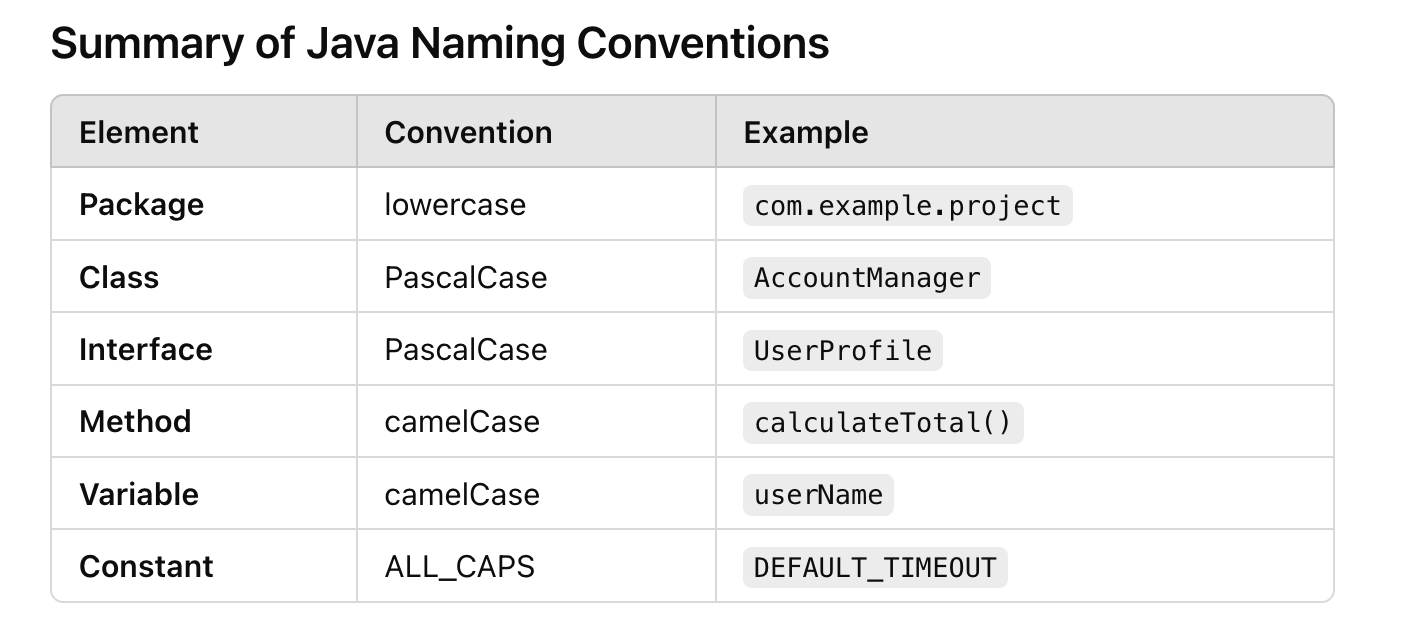 Summary of Java Naming Conventions
Element Convention Example
Package lowercase com.example.project
Class PascalCase AccountManager
Interface PascalCase UserProfile
Method camelCase calculateTotal()
Variable camelCase userName
Constant ALL_CAPS DEFAULT_TIMEOUT